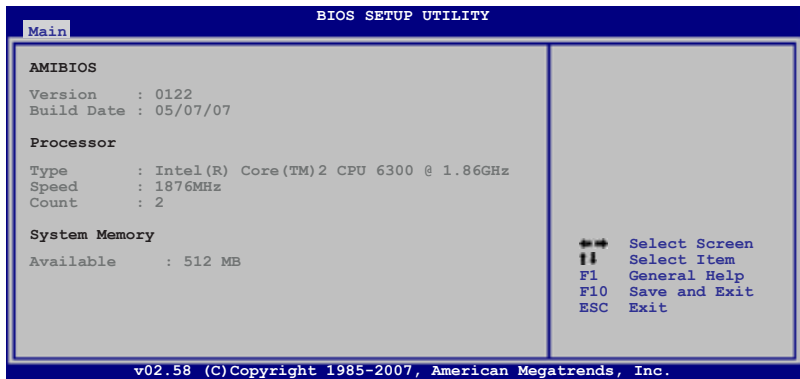 BIOS SETUP UTILITY
Main
AMIBIOS
Version : 0122
Build Date : 05/07/07
Processor
Type : Intel(R) Core(TM)2 CPU 6300 @ 1.86GHz
Speed : 1876MHz
Count : 2
System Memory
Available : 512 MB
←→ Select Screen
↑↓ Select Item
F1 General Help
F10 Save and Exit
ESC Exit
v02.58 (C)Copyright 1985-2007, American Megatrends, Inc.